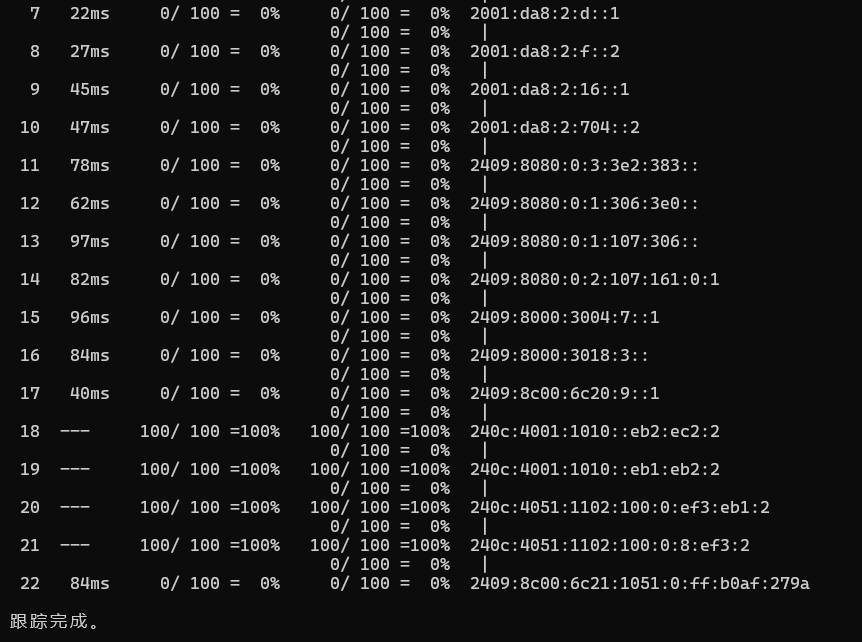 7   22ms     0/ 100 =  0%     0/ 100 =  0%  2001:da8:2:d::1
0/ 100 =  0%   |
8   27ms     0/ 100 =  0%     0/ 100 =  0%  2001:da8:2:f::2
0/ 100 =  0%   |
9   45ms     0/ 100 =  0%     0/ 100 =  0%  2001:da8:2:16::1
0/ 100 =  0%   |
10   47ms     0/ 100 =  0%     0/ 100 =  0%  2001:da8:2:704::2
0/ 100 =  0%   |
11   78ms     0/ 100 =  0%     0/ 100 =  0%  2409:8080:0:3:3e2:383::
0/ 100 =  0%   |
12   62ms     0/ 100 =  0%     0/ 100 =  0%  2409:8080:0:1:306:3e0::
0/ 100 =  0%   |
13   97ms     0/ 100 =  0%     0/ 100 =  0%  2409:8080:0:1:107:306::
0/ 100 =  0%   |
14   82ms     0/ 100 =  0%     0/ 100 =  0%  2409:8080:0:2:107:161:0:1
0/ 100 =  0%   |
15   96ms     0/ 100 =  0%     0/ 100 =  0%  2409:8000:3004:7::1
0/ 100 =  0%   |
16   84ms     0/ 100 =  0%     0/ 100 =  0%  2409:8000:3018:3::
0/ 100 =  0%   |
17   40ms     0/ 100 =  0%     0/ 100 =  0%  2409:8c00:6c20:9::1
0/ 100 =  0%   |
18  ---     100/ 100 =100%   100/ 100 =100%  240c:4001:1010::eb2:ec2:2
0/ 100 =  0%   |
19  ---     100/ 100 =100%   100/ 100 =100%  240c:4001:1010::eb1:eb2:2
0/ 100 =  0%   |
20  ---     100/ 100 =100%   100/ 100 =100%  240c:4051:1102:100:0:ef3:eb1:2
0/ 100 =  0%   |
21  ---     100/ 100 =100%   100/ 100 =100%  240c:4051:1102:100:0:8:ef3:2
0/ 100 =  0%   |
22   84ms     0/ 100 =  0%     0/ 100 =  0%  2409:8c00:6c21:1051:0:ff:b0af:279a
跟踪完成。